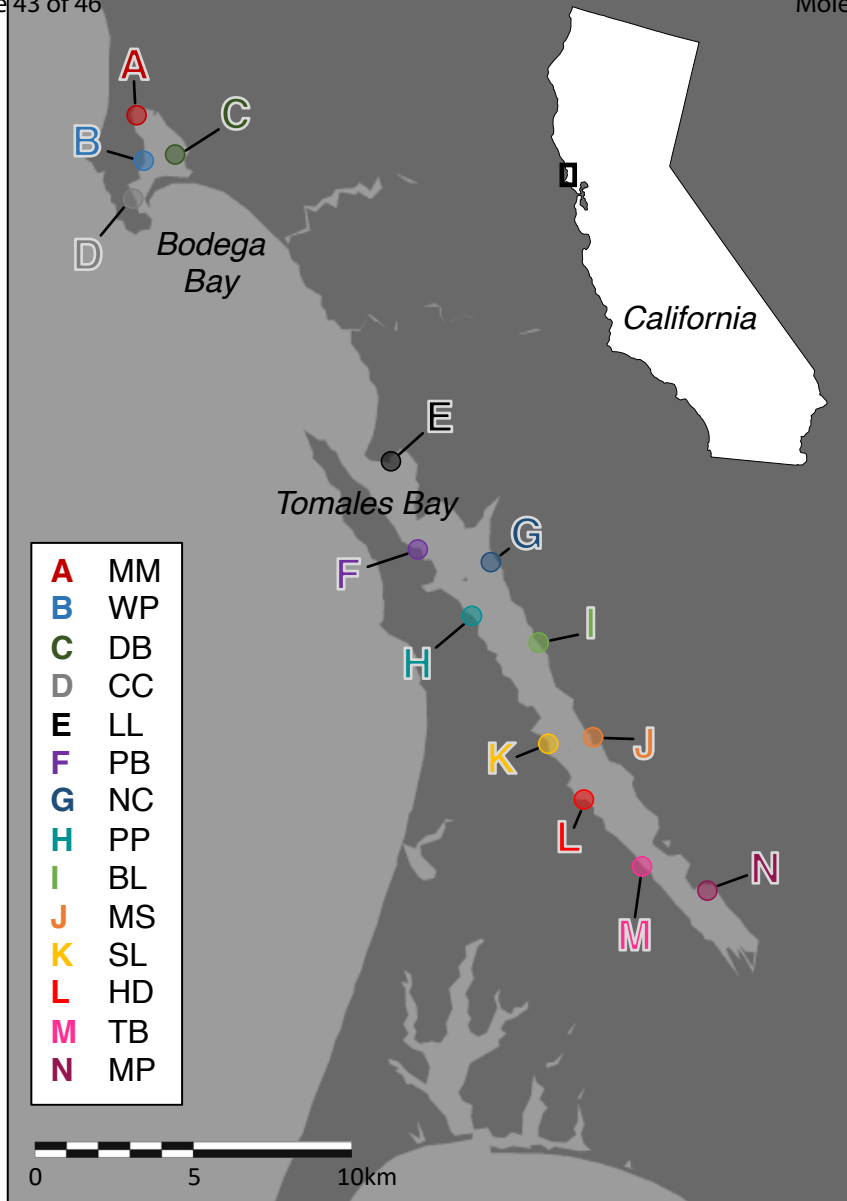 e 43 of 46
Mole
A
B
C
D
Bodega
Bay
California
E
Tomales Bay
F
G
H
I
J
K
L
M
N
A MM
B WP
C DB
D CC
E LL
F PB
G NC
H PP
I BL
J MS
K SL
L HD
M TB
N MP
0 5 10km